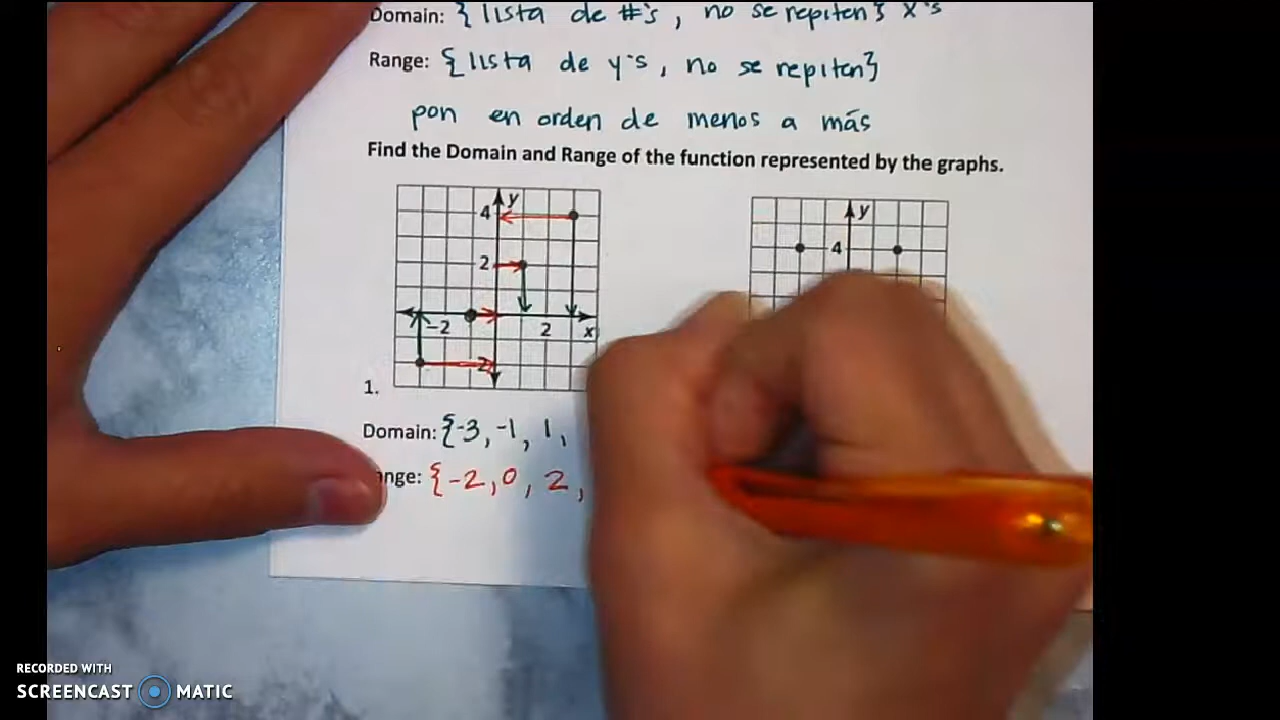 Domain: { lista de #'s, no se repiten} x's
Range: {lista de y's, no se repiten}
pon en orden de menos a más
Find the Domain and Range of the function represented by the graphs.
y
4
2
-2
2
x
-2
y
4
1.
Domain: {-3, -1, 1,
nge: {-2, 0, 2,
RECORDED WITH
SCREENCAST MATIC